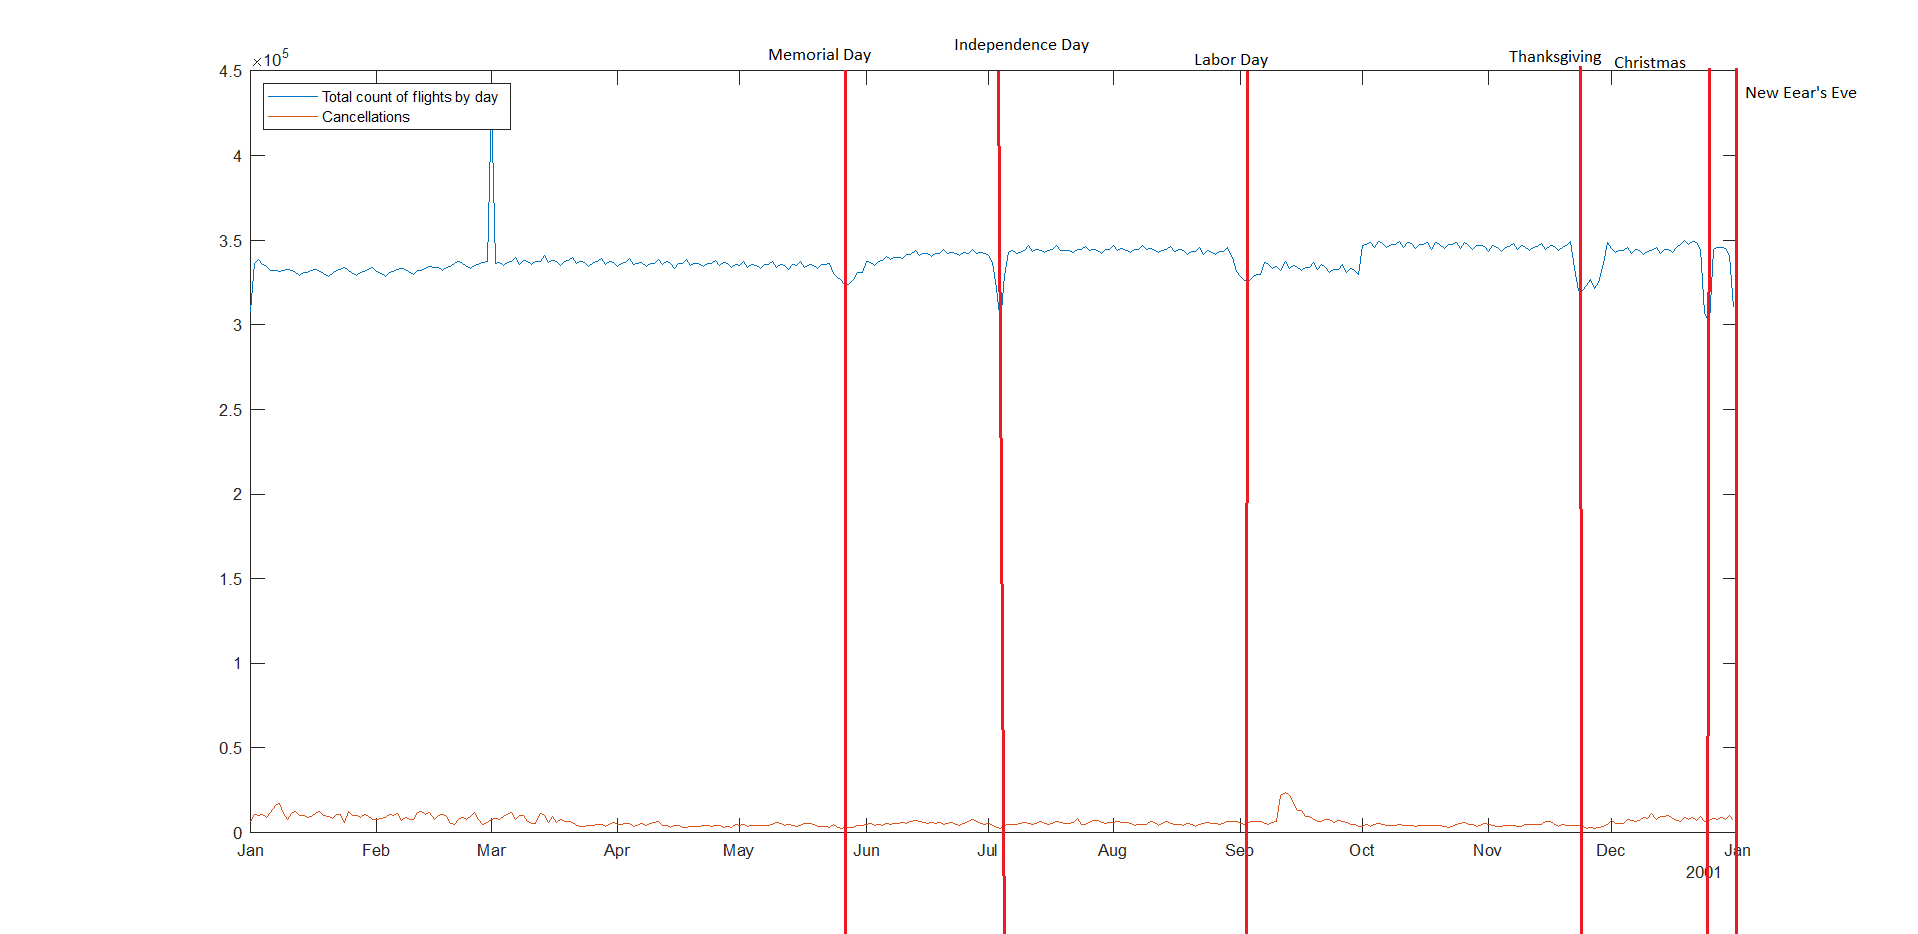 Independence Day
Memorial Day
Labor Day
Thanksgiving
Christmas
New Eear's Eve
×10^5
4.5
4
3.5
3
2.5
2
1.5
1
0.5
0
Total count of flights by day
Cancellations
Jan Feb Mar Apr May Jun Jul Aug Sep Oct Nov Dec Jan
2001